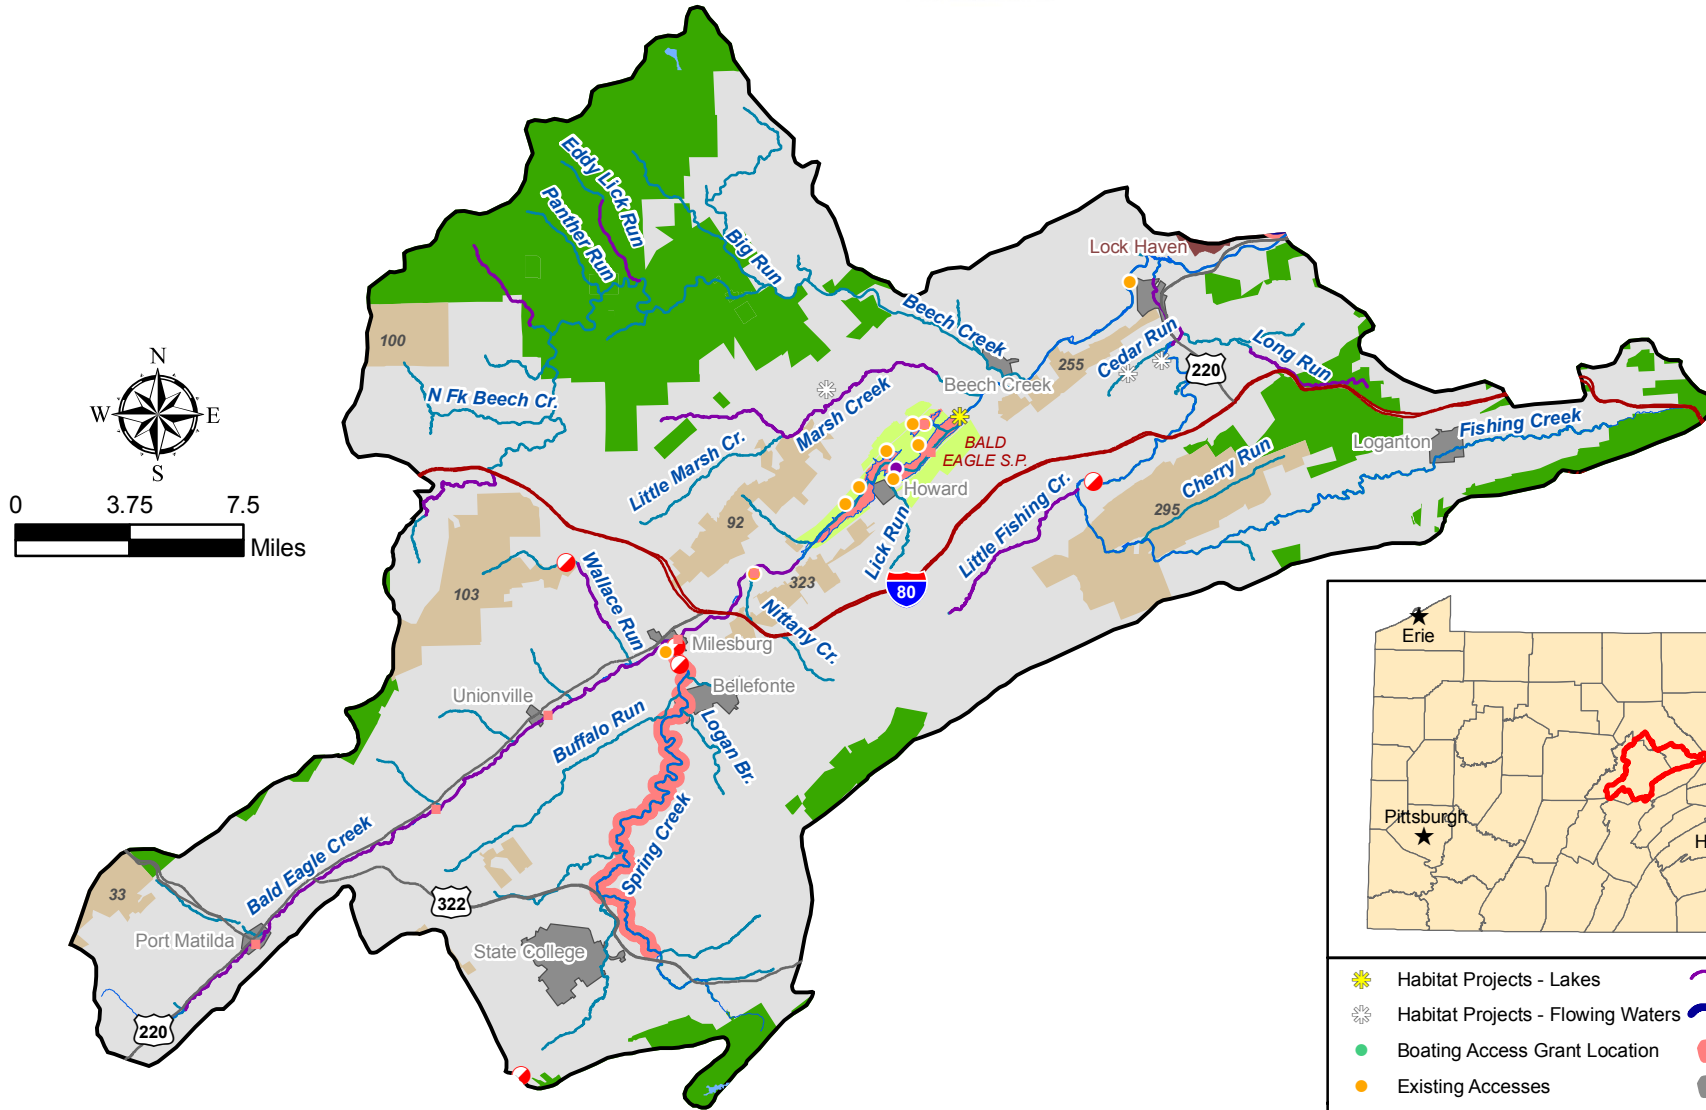 Eddy Lick Run
Panther Run
Big Run
Lock Haven
Beech Creek
100
255
Cedar Run
Long Run
220
N
W E
S
N Fk Beech Cr.
Beech Creek
Marsh Creek
Little Marsh Cr.
BALD
EAGLE S.P.
Loganton
Fishing Creek
Cherry Run
Howard
295
0 3.75 7.5
Miles
92
Lick Run
Little Fishing Cr.
Wallace Run
103
323
80
Nittany Cr.
Milesburg
Bellefonte
Unionville
Buffalo Run
Logan Br.
Spring Creek
Bald Eagle Creek
33
322
Port Matilda
State College
220
Erie
Pittsburgh
H
Habitat Projects - Lakes
Habitat Projects - Flowing Waters
Boating Access Grant Location
Existing Accesses